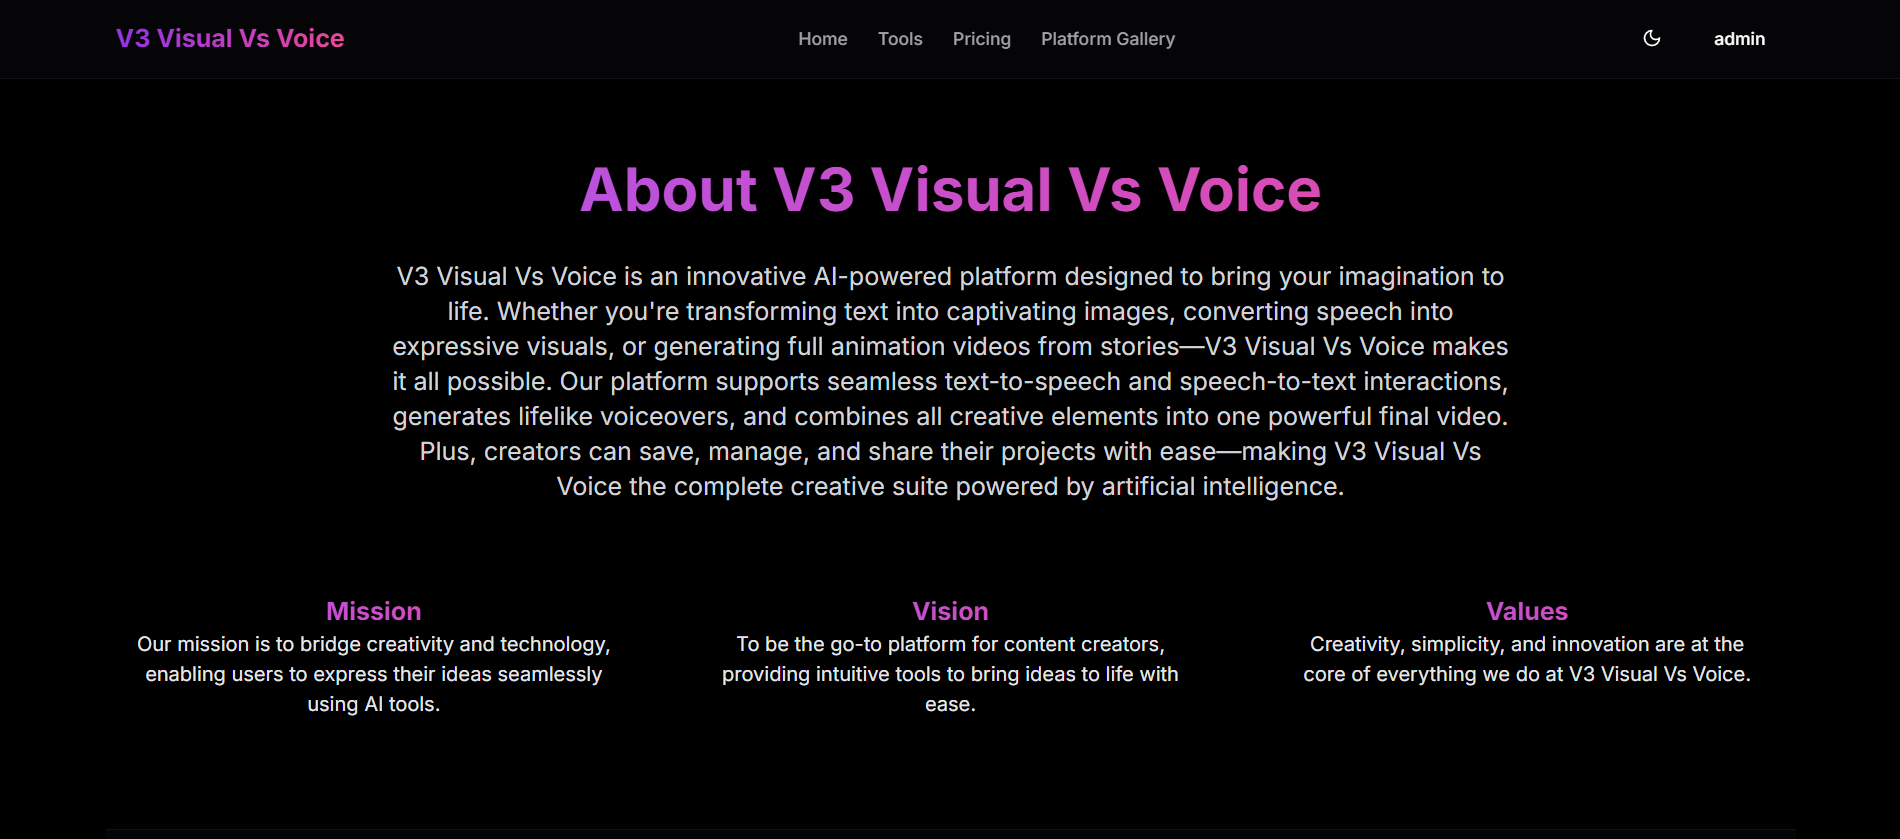 V3 Visual Vs Voice
Home
Tools
Pricing
Platform Gallery
admin
About V3 Visual Vs Voice
V3 Visual Vs Voice is an innovative AI-powered platform designed to bring your imagination to
life. Whether you're transforming text into captivating images, converting speech into
expressive visuals, or generating full animation videos from stories—V3 Visual Vs Voice makes
it all possible. Our platform supports seamless text-to-speech and speech-to-text interactions,
generates lifelike voiceovers, and combines all creative elements into one powerful final video.
Plus, creators can save, manage, and share their projects with ease—making V3 Visual Vs
Voice the complete creative suite powered by artificial intelligence.
Mission
Our mission is to bridge creativity and technology,
enabling users to express their ideas seamlessly
using AI tools.
Vision
To be the go-to platform for content creators,
providing intuitive tools to bring ideas to life with
ease.
Values
Creativity, simplicity, and innovation are at the
core of everything we do at V3 Visual Vs Voice.